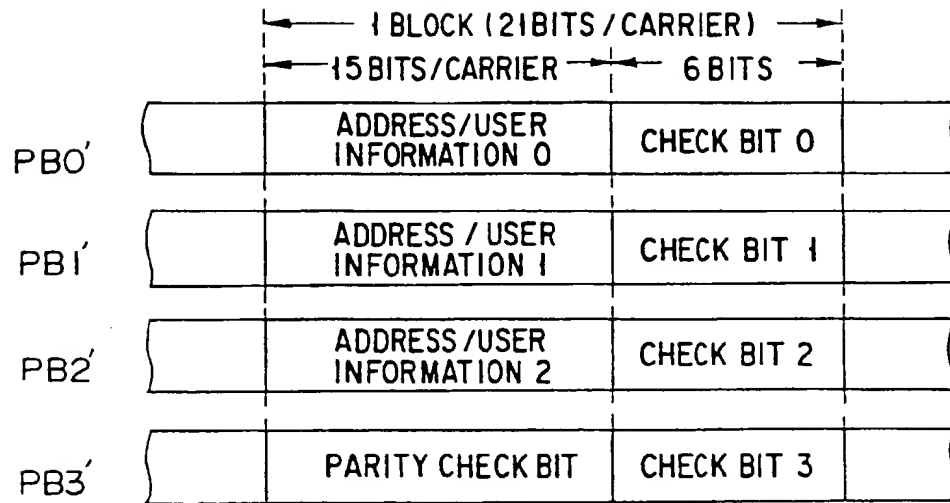 1 BLOCK (21BITS / CARRIER)
15 BITS/CARRIER 6 BITS
PB0' ADDRESS/USER INFORMATION 0 CHECK BIT 0
PB1' ADDRESS / USER INFORMATION 1 CHECK BIT 1
PB2' ADDRESS /USER INFORMATION 2 CHECK BIT 2
PB3' PARITY CHECK BIT CHECK BIT 3